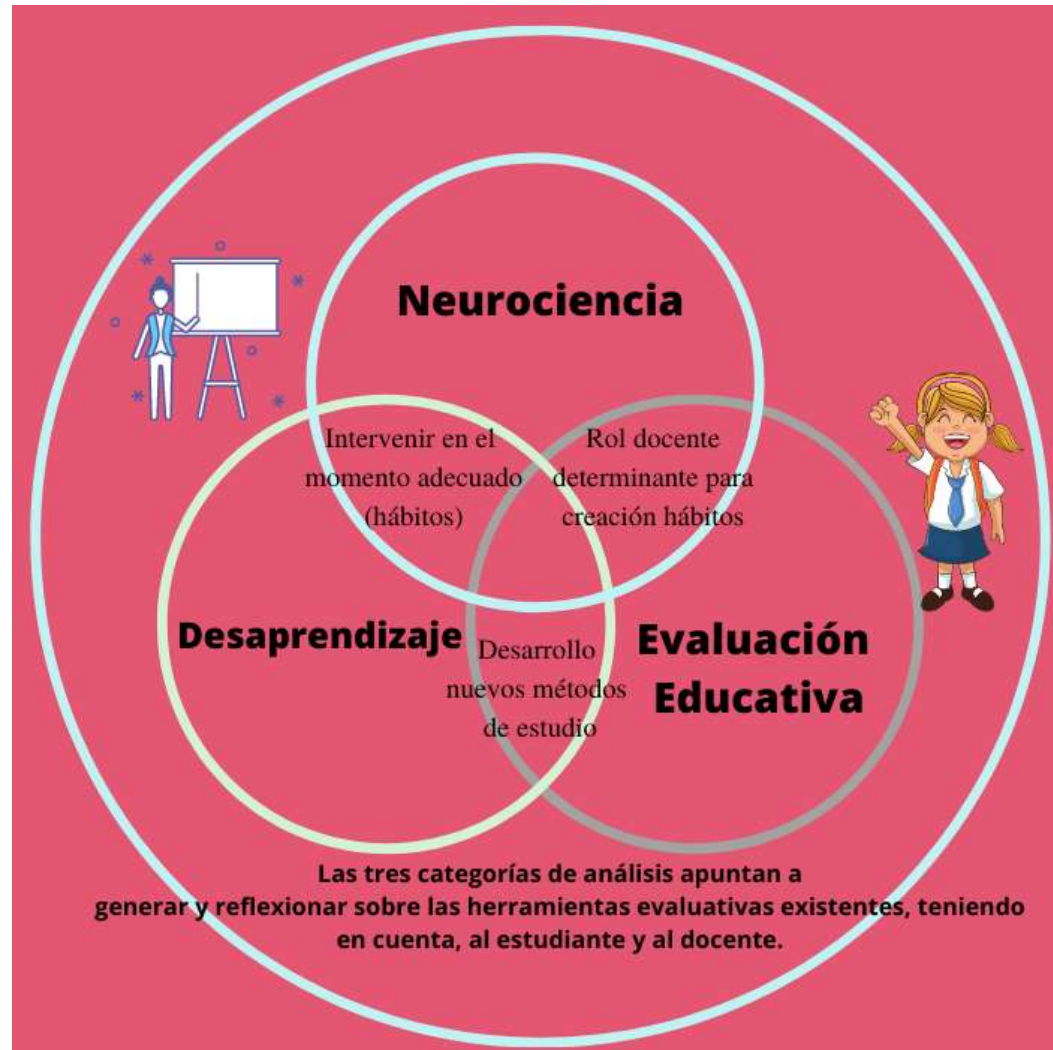 Neurociencia
Intervenir en el
momento adecuado
(hábitos)
Rol docente
determinante para
creación hábitos
Desaprendizaje
Desarrollo
nuevos métodos
de estudio
Evaluación
Educativa
Las tres categorías de análisis apuntan a
generar y reflexionar sobre las herramientas evaluativas existentes, teniendo
en cuenta, al estudiante y al docente.